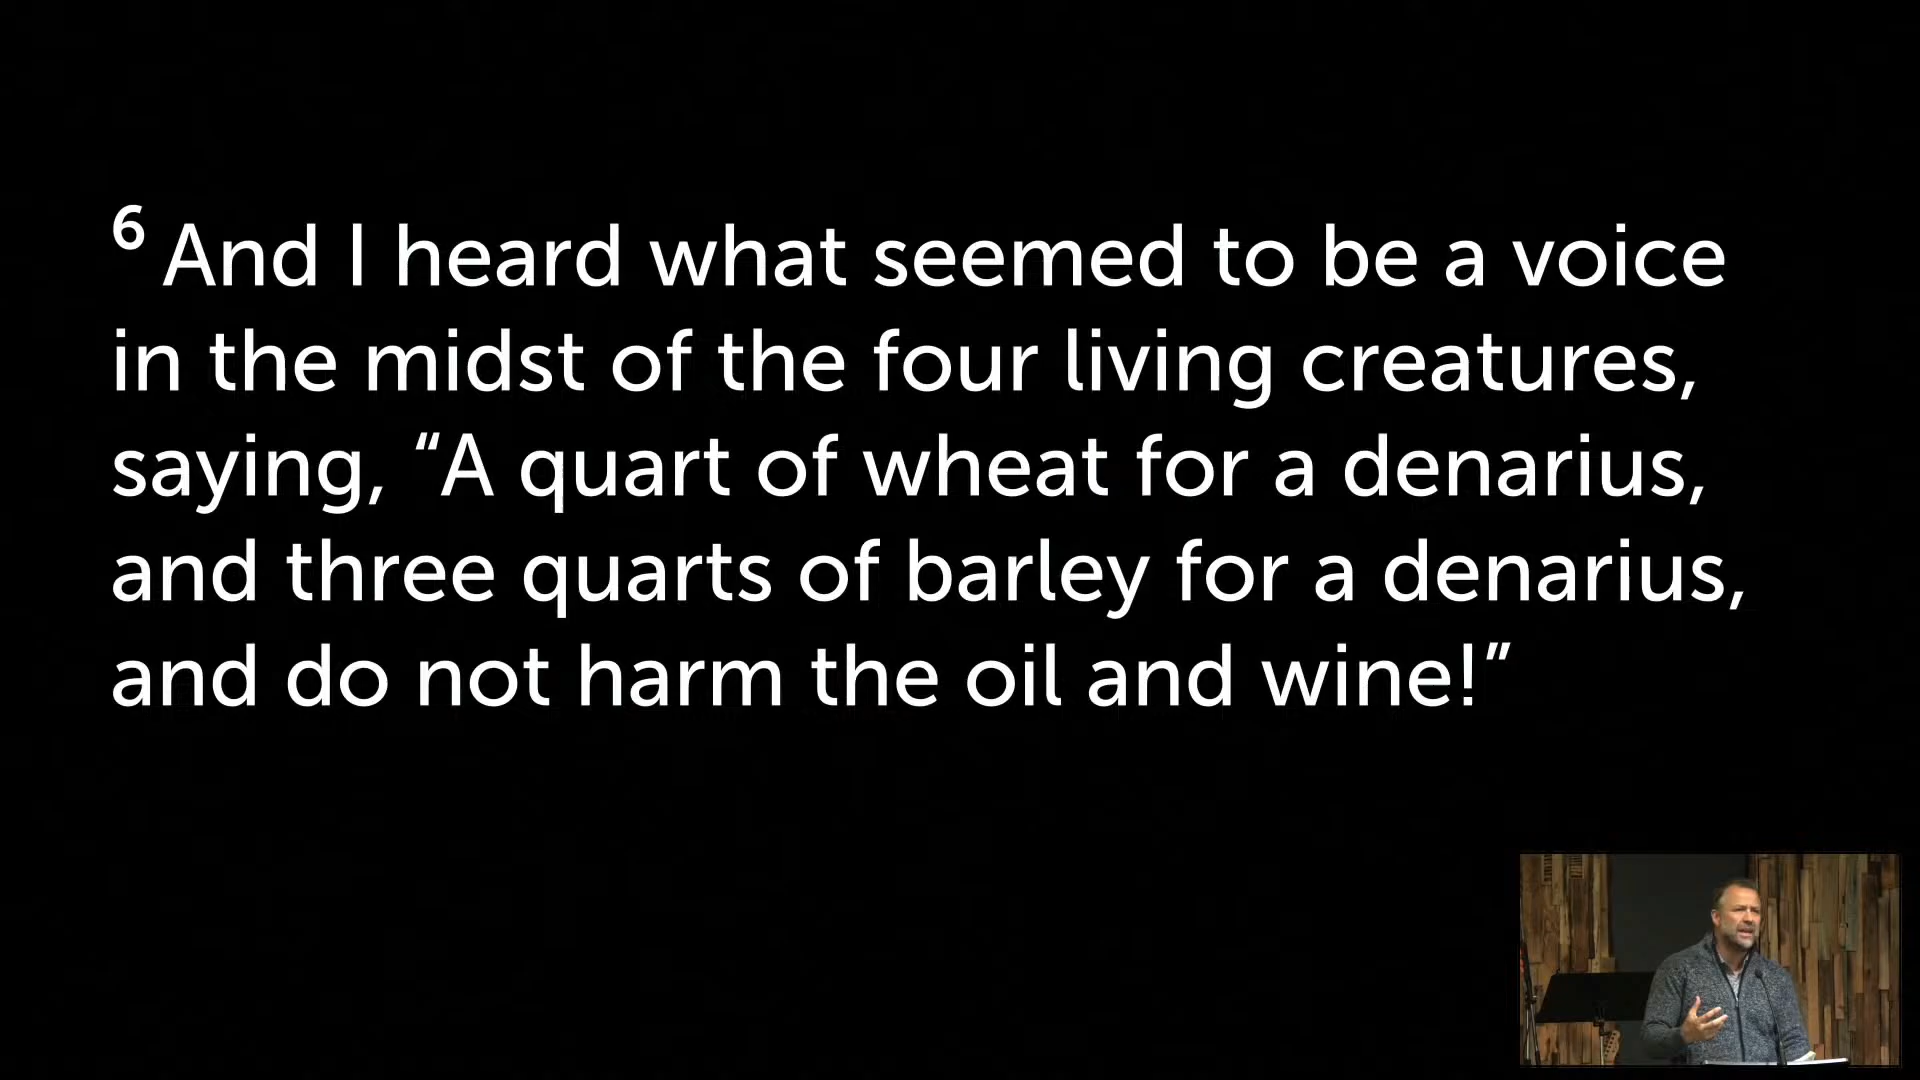 6 And I heard what seemed to be a voice
in the midst of the four living creatures,
saying, “A quart of wheat for a denarius,
and three quarts of barley for a denarius,
and do not harm the oil and wine!”